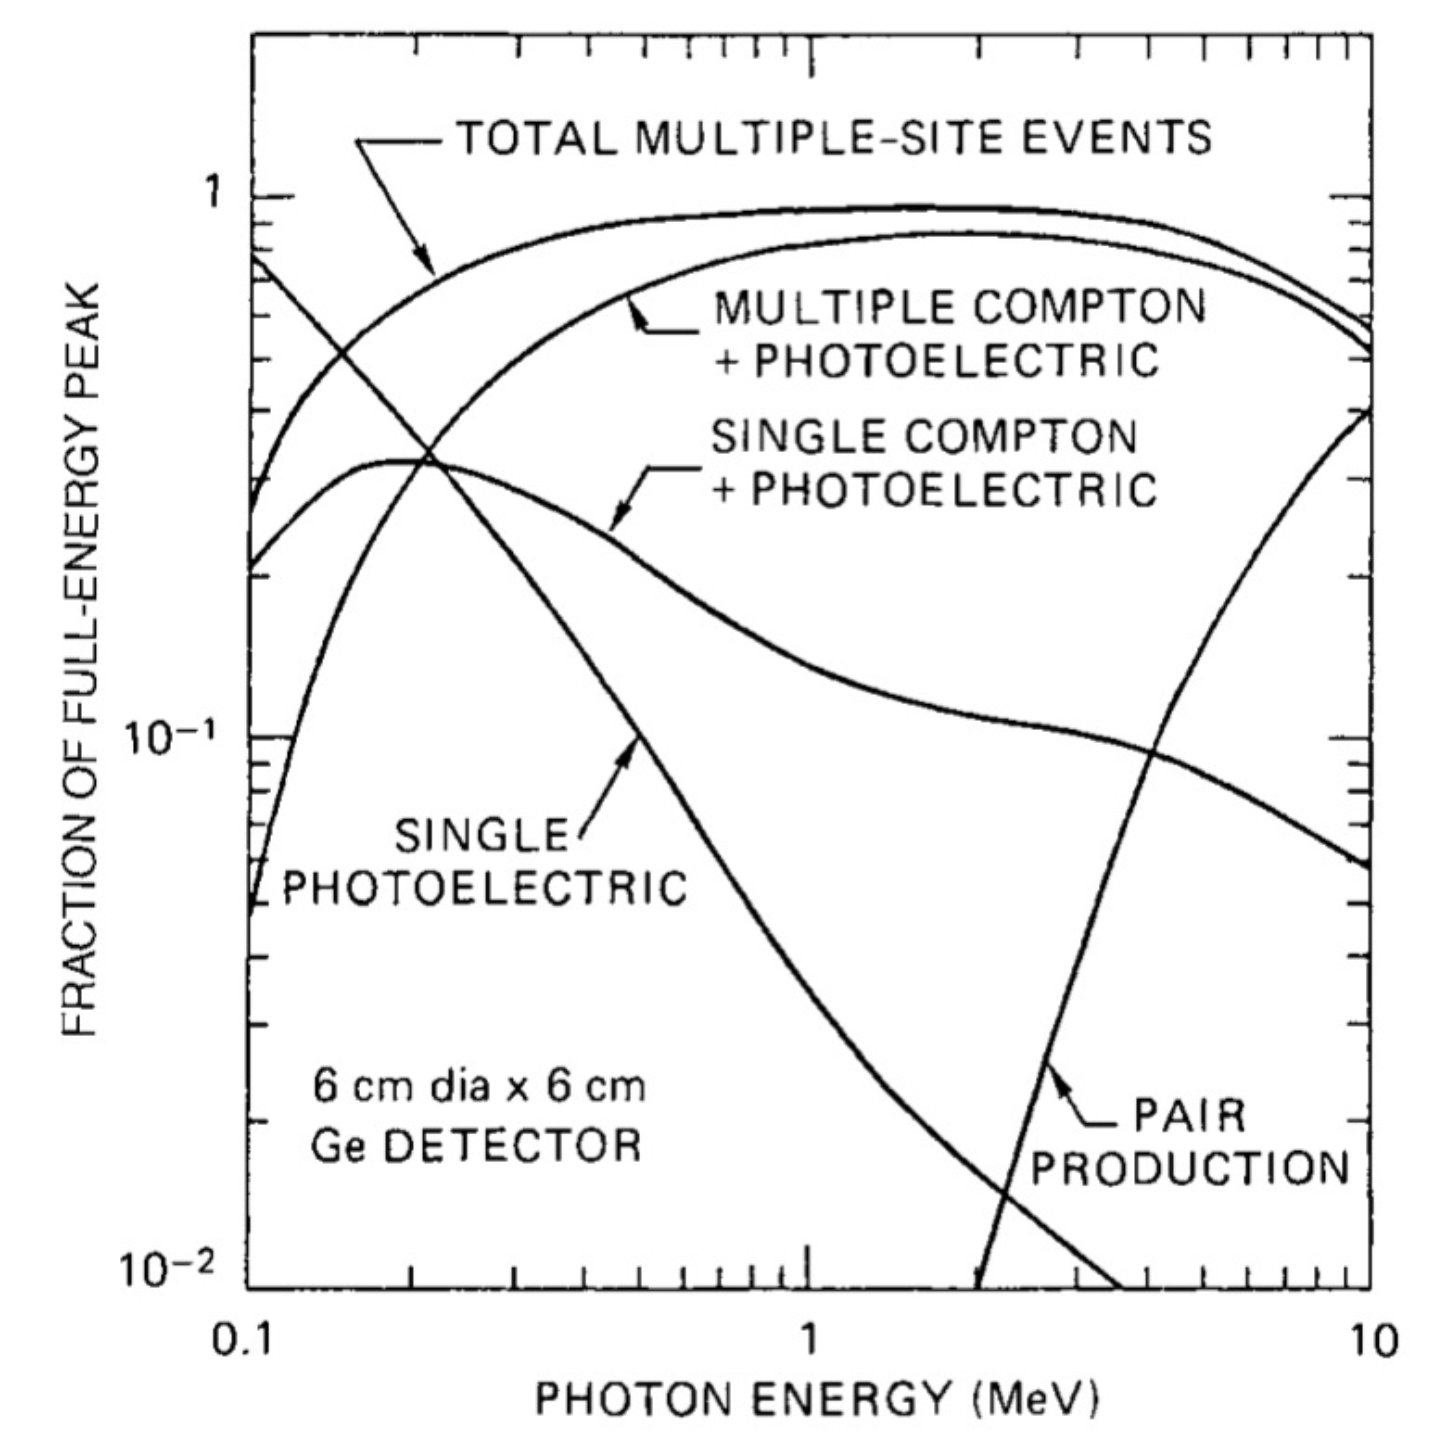 TOTAL MULTIPLE-SITE EVENTS
1
MULTIPLE COMPTON
+ PHOTOELECTRIC
SINGLE COMPTON
+ PHOTOELECTRIC
FRACTION OF FULL-ENERGY PEAK
10⁻¹
SINGLE
PHOTOELECTRIC
6 cm dia x 6 cm
Ge DETECTOR
PAIR
PRODUCTION
10⁻²
0.1
1
10
PHOTON ENERGY (MeV)